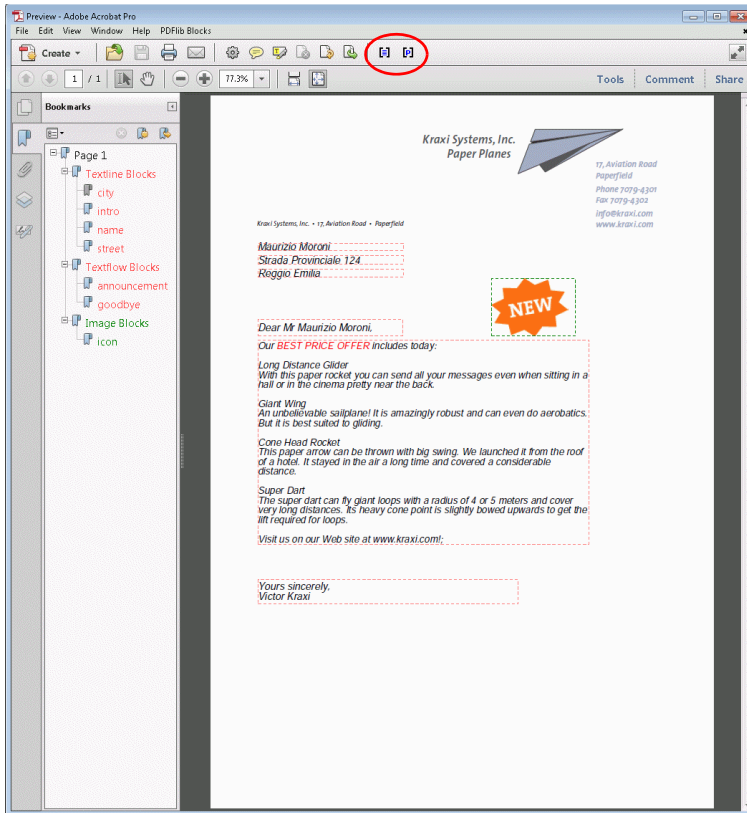 Preview - Adobe Acrobat Pro
File Edit View Window Help PDFlib Blocks
Create
1 / 1 77.3% Tools Comment Share
Bookmarks
Page 1
Textline Blocks
city
intro
name
street
Textflow Blocks
announcement
goodbye
Image Blocks
icon
Kraxi Systems, Inc.
Paper Planes
17, Aviation Road
Paperfield
Phone 7079-4301
Fax 7079-4302
info@kraxi.com
www.kraxi.com
Kraxi Systems, Inc. • 17, Aviation Road • Paperfield
Maurizio Moroni
Strada Provinciale 124
Reggio Emilia
NEW
Dear Mr Maurizio Moroni,
Our BEST PRICE OFFER includes today:
Long Distance Glider
With this paper rocket you can send all your messages even when sitting in a
hall or in the cinema pretty near the back.
Giant Wing
An unbelievable sailplane! It is amazingly robust and can even do aerobatics.
But it is best suited to gliding.
Cone Head Rocket
This paper arrow can be thrown with big swing. We launched it from the roof
of a hotel. It stayed in the air a long time and covered a considerable
distance.
Super Dart
The super dart can fly giant loops with a radius of 4 or 5 meters and cover
very long distances. Its heavy cone point is slightly bowed upwards to get the
lift required for loops.
Visit us on our Web site at www.kraxi.com!;
Yours sincerely,
Victor Kraxi